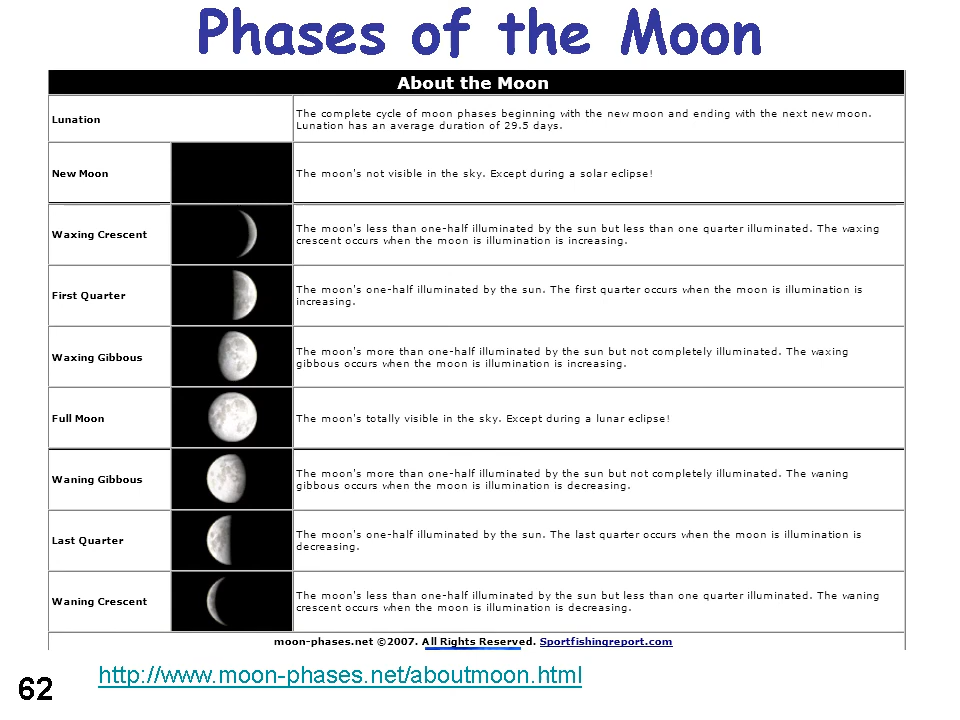 Phases of the Moon
About the Moon
Lunation
The complete cycle of moon phases beginning with the new moon and ending with the next new moon.
Lunation has an average duration of 29.5 days.
New Moon
The moon's not visible in the sky. Except during a solar eclipse!
Waxing Crescent
The moon's less than one-half illuminated by the sun but less than one quarter illuminated. The waxing
crescent occurs when the moon is illumination is increasing.
First Quarter
The moon's one-half illuminated by the sun. The first quarter occurs when the moon is illumination is
increasing.
Waxing Gibbous
The moon's more than one-half illuminated by the sun but not completely illuminated. The waxing
gibbous occurs when the moon is illumination is increasing.
Full Moon
The moon's totally visible in the sky. Except during a lunar eclipse!
Waning Gibbous
The moon's more than one-half illuminated by the sun but not completely illuminated. The waning
gibbous occurs when the moon is illumination is decreasing.
Last Quarter
The moon's one-half illuminated by the sun. The last quarter occurs when the moon is illumination is
decreasing.
Waning Crescent
The moon's less than one-half illuminated by the sun but less than one quarter illuminated. The waning
crescent occurs when the moon is illumination is decreasing.
moon-phases.net ©2007. All Rights Reserved. Sportfishingreport.com
http://www.moon-phases.net/aboutmoon.html
62